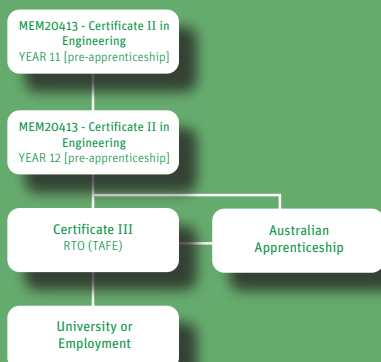 MEM20413 - Certificate II in
Engineering
YEAR 11 [pre-apprenticeship]
MEM20413 - Certificate II in
Engineering
YEAR 12 [pre-apprenticeship]
Certificate III
RTO (TAFE)
Australian
Apprenticeship
University or
Employment